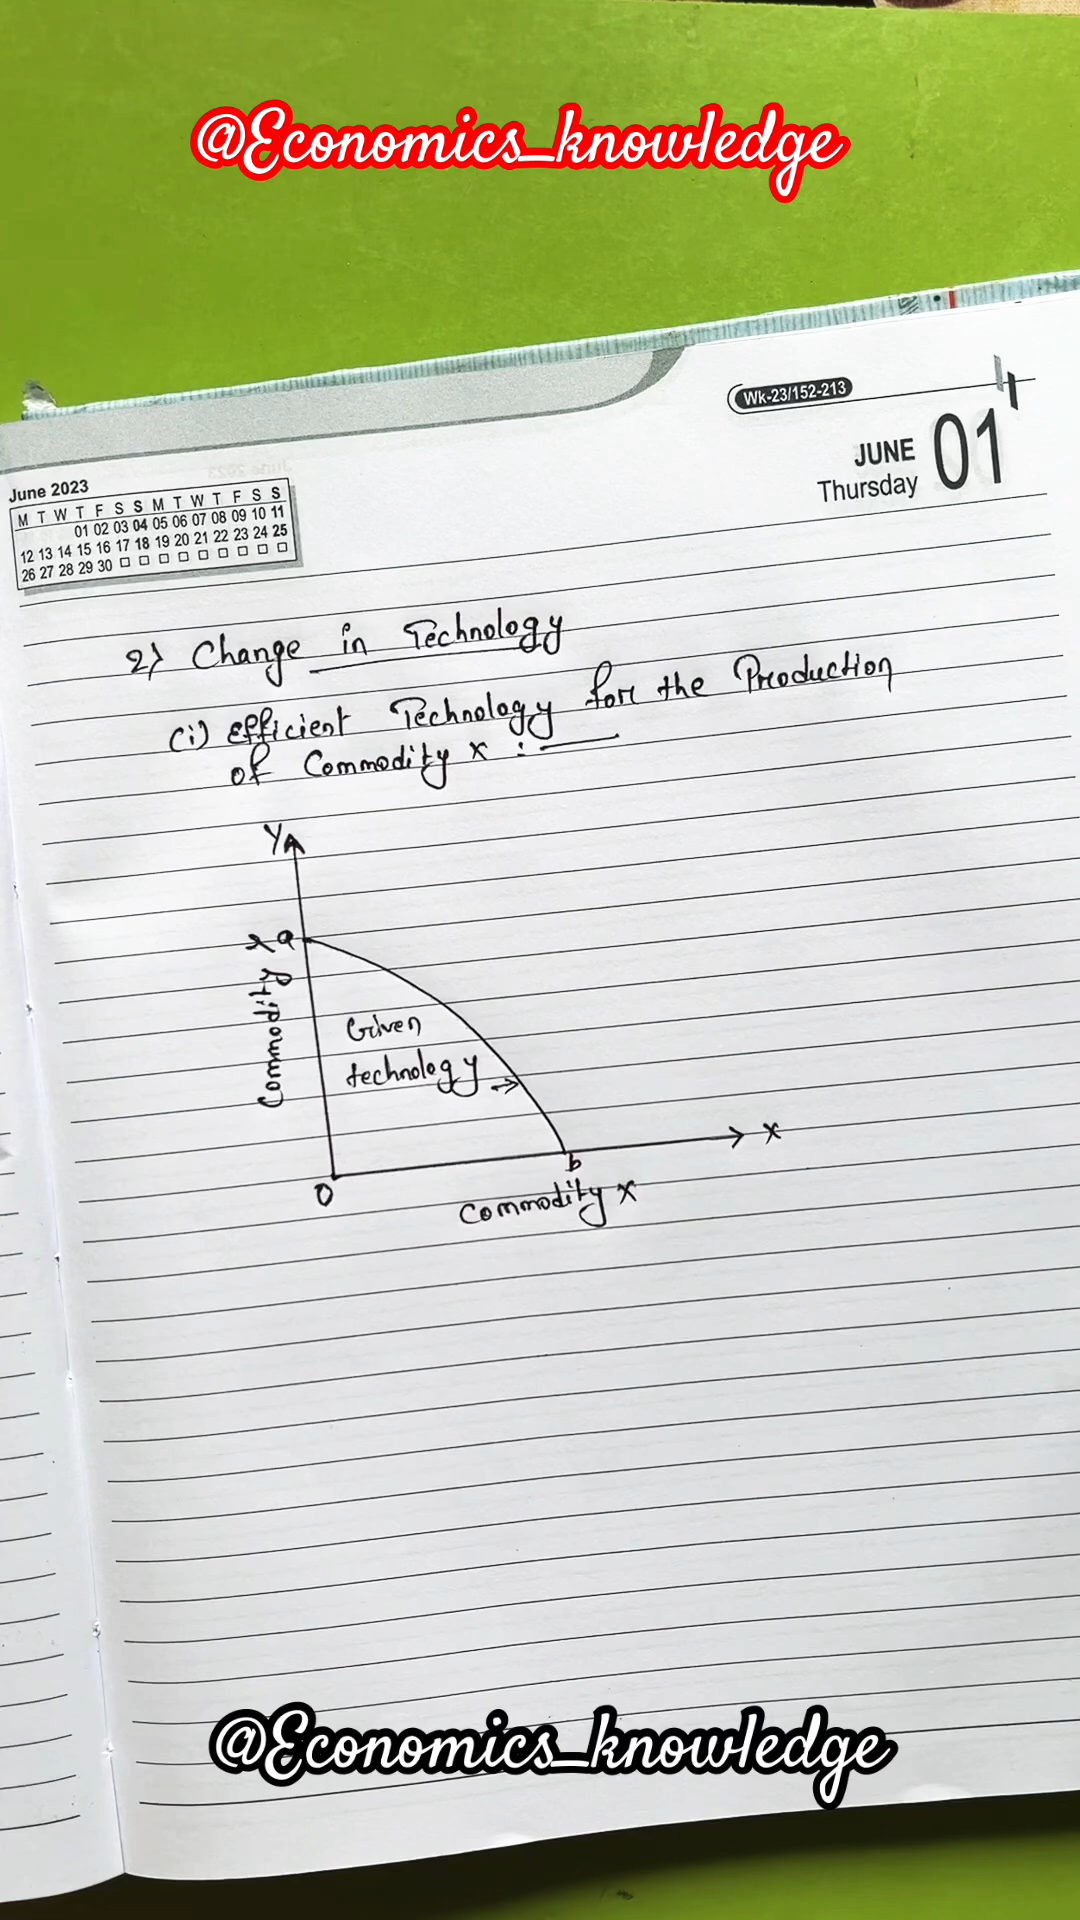 @Economics_knowledge
Wk-23/152-213
JUNE 01
Thursday
June 2023
M T W T F S S M T W T F S S
01 02 03 04 05 06 07 08 09 10 11
12 13 14 15 16 17 18 19 20 21 22 23 24 25
26 27 28 29 30
2) Change in Technology
(i) Efficient Technology for the Production
of Commodity x :
Y
a
Commodity
Given
technology
x
b
O
Commodity x
@Economics_knowledge